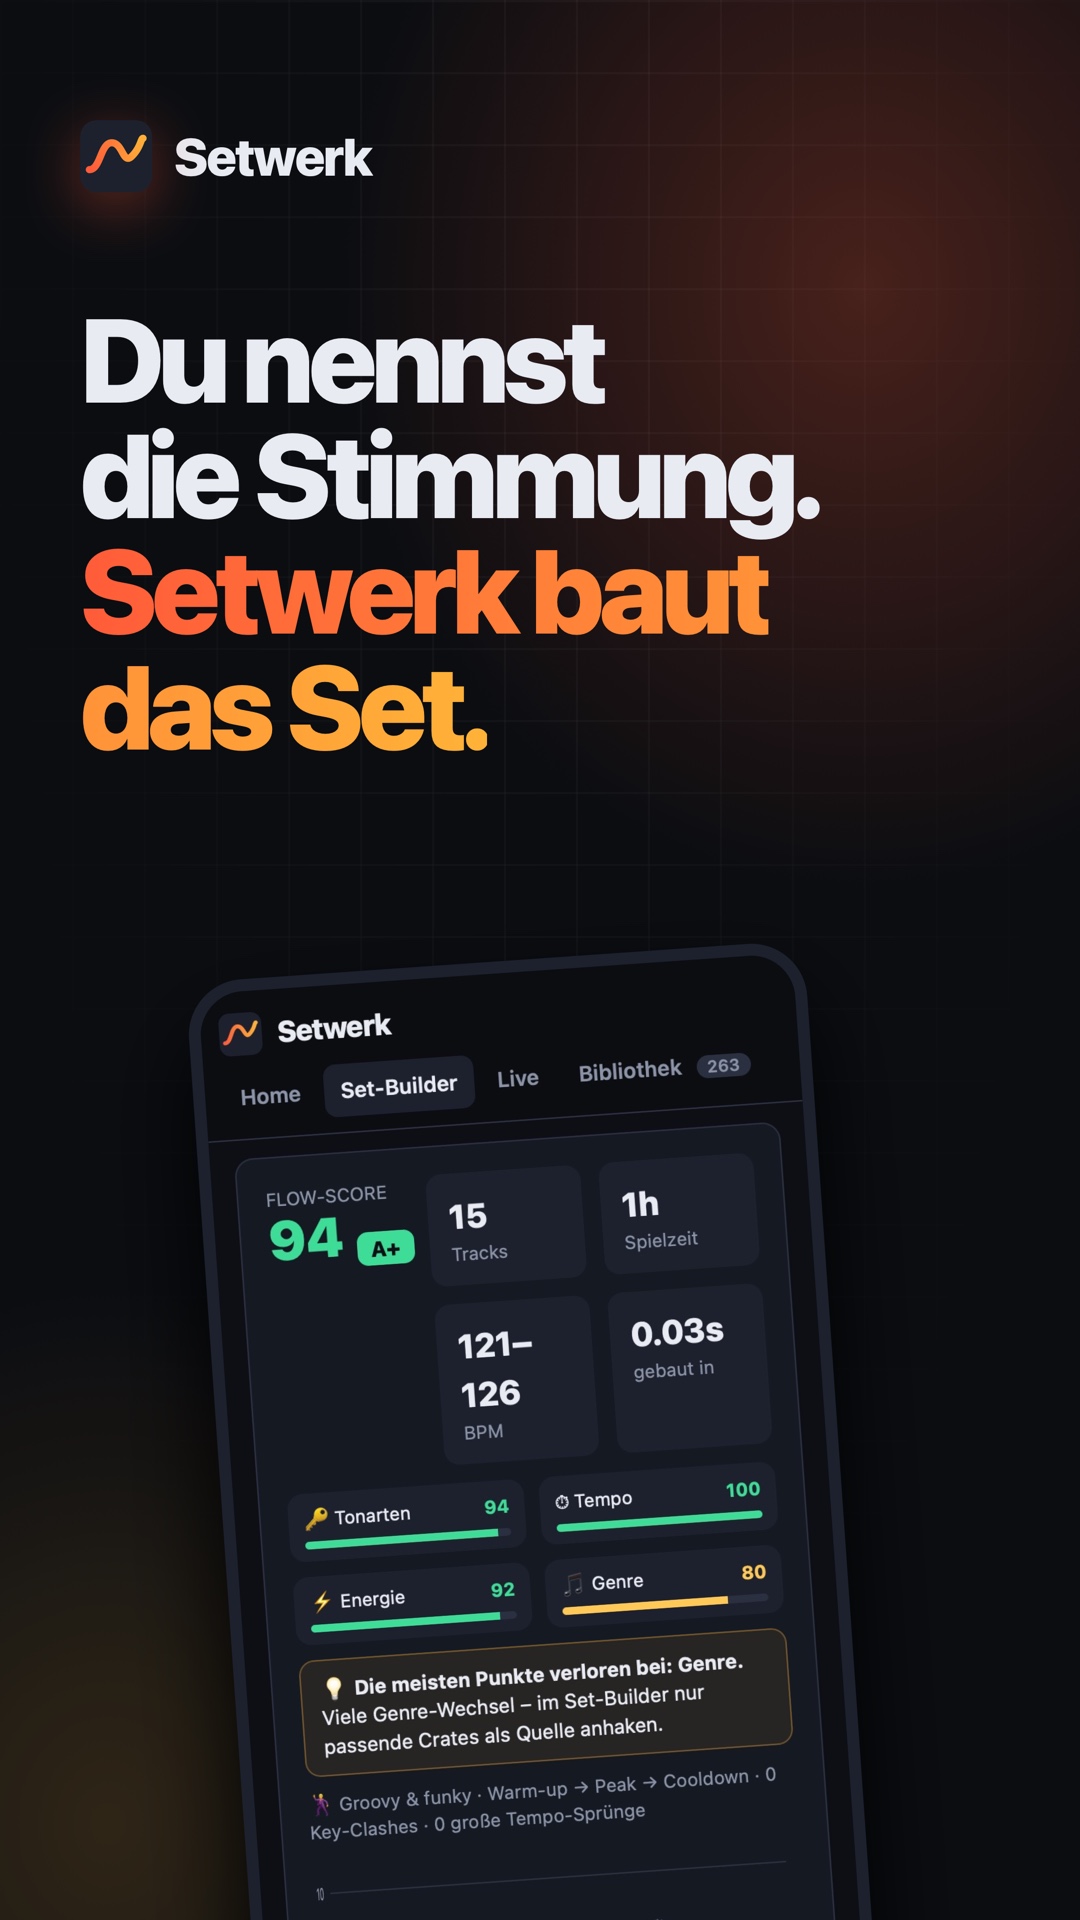 Setwerk
Du nennst
die Stimmung.
Setwerk baut
das Set.
Setwerk
Home Set-Builder Live Bibliothek 263
FLOW-SCORE
94 A+
15
Tracks
1h
Spielzeit
121–
126
BPM
0.03s
gebaut in
Tonarten 94
Tempo 100
Energie 92
Genre 80
Die meisten Punkte verloren bei: Genre.
Viele Genre-Wechsel – im Set-Builder nur
passende Crates als Quelle anhaken.
Groovy & funky · Warm-up → Peak → Cooldown · 0
Key-Clashes · 0 große Tempo-Sprünge
10